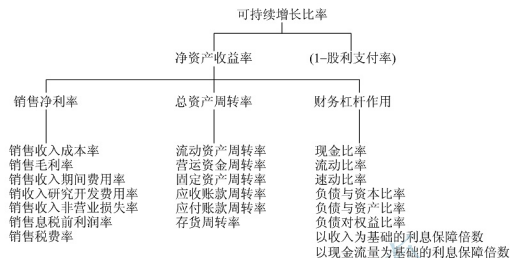 可持续增长比率
净资产收益率 (1-股利支付率)
销售净利率 总资产周转率 财务杠杆作用
销售收入成本率 流动资产周转率 现金比率
销售毛利率 营运资金周转率 流动比率
销售收入期间费用率 固定资产周转率 速动比率
销收入研究开发费用率 应收账款周转率 负债与资本比率
销售收入非营业损失率 应付账款周转率 负债与资产比率
销售息税前利润率 存货周转率 负债对权益比率
销售税费率 以收入为基础的利息保障倍数
以现金流量为基础的利息保障倍数